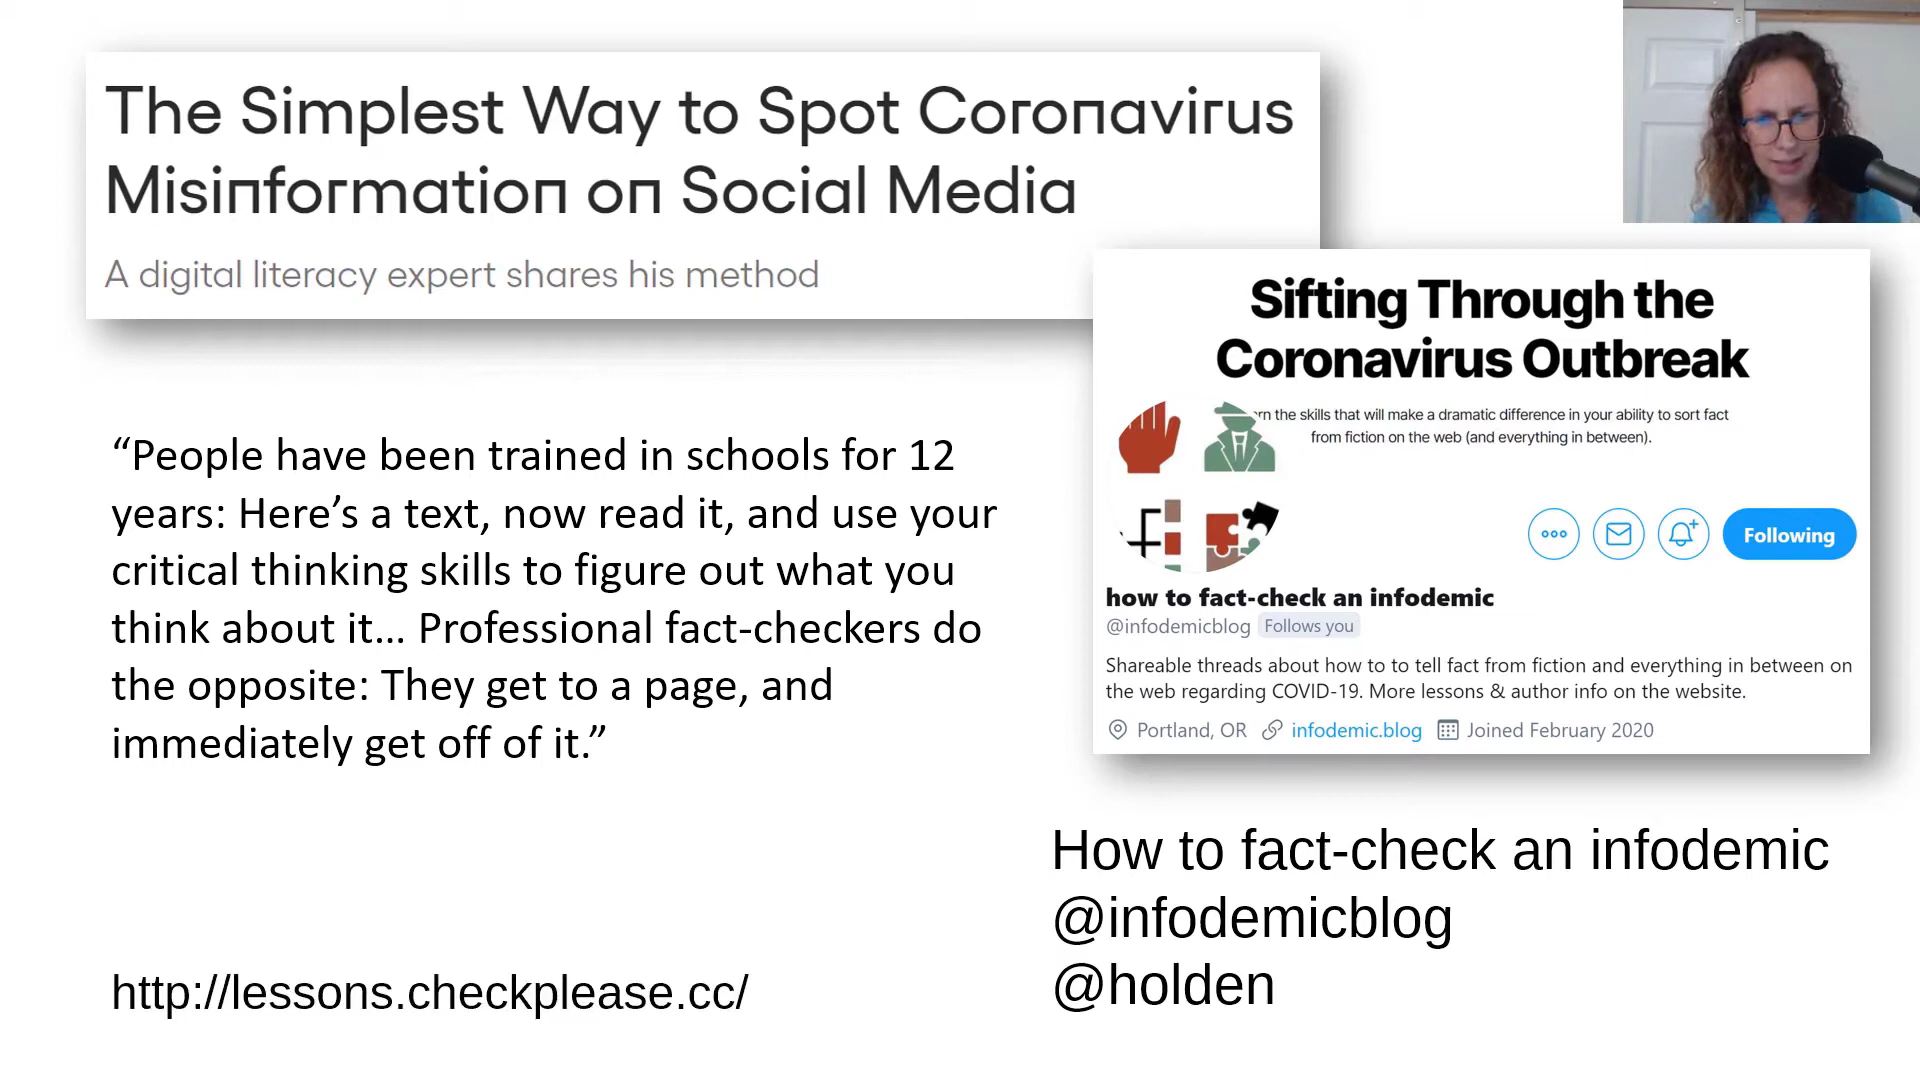 The Simplest Way to Spot Coronavirus
Misinformation on Social Media
A digital literacy expert shares his method
“People have been trained in schools for 12
years: Here’s a text, now read it, and use your
critical thinking skills to figure out what you
think about it… Professional fact-checkers do
the opposite: They get to a page, and
immediately get off of it.”
http://lessons.checkplease.cc/
Sifting Through the
Coronavirus Outbreak
the skills that will make a dramatic difference in your ability to sort fact
from fiction on the web (and everything in between).
Following
how to fact-check an infodemic
@infodemicblog Follows you
Shareable threads about how to to tell fact from fiction and everything in between on
the web regarding COVID-19. More lessons & author info on the website.
Portland, OR infodemic.blog Joined February 2020
How to fact-check an infodemic
@infodemicblog
@holden